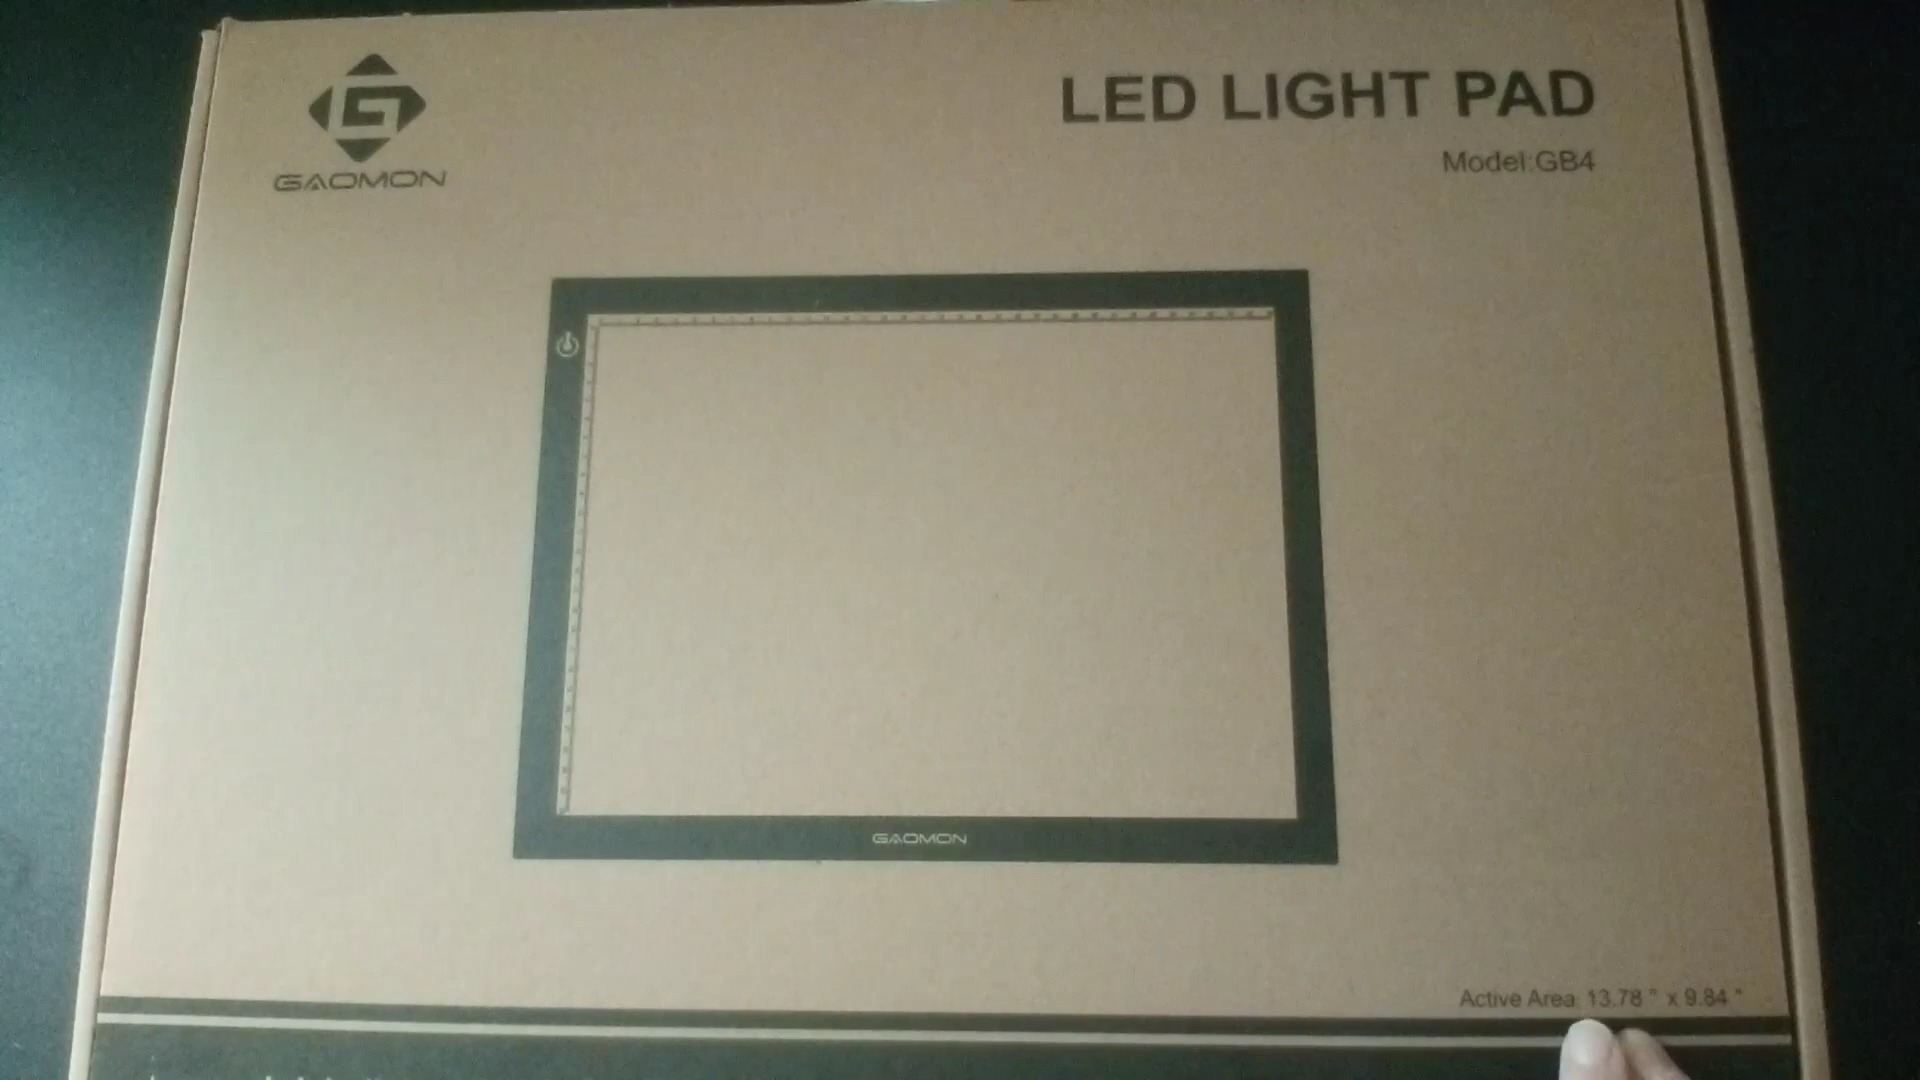 GAOMON
LED LIGHT PAD
Model:GB4
GAOMON
Active Area: 13.78 " x 9.84 "